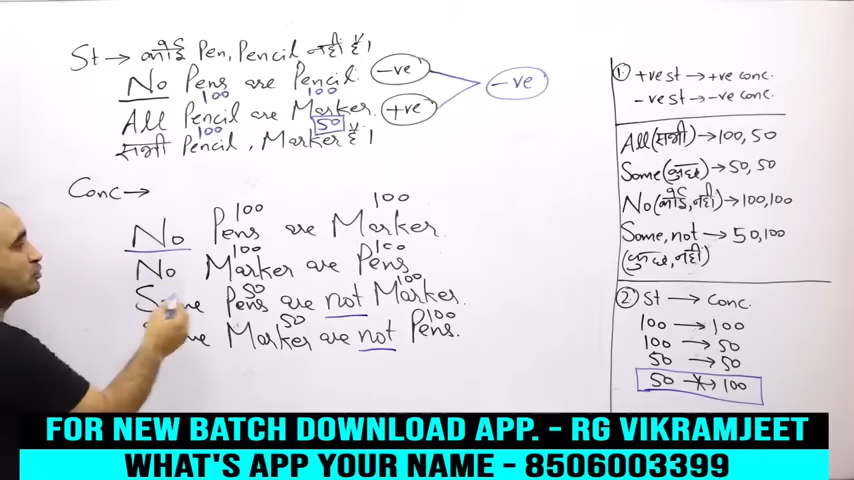 St → कोई Pen, Pencil नहीं है।
No Pens are Pencil. -ve
100 100
-ve
All Pencil are Marker. +ve
100 50
सभी Pencil, Marker है।
Conc →
100 100
No Pens are Marker.
100 100
No Marker are Pens
50 100
Some Pens are not Marker.
50 100
Marker are not Pens.
① +ve st → +ve conc.
-ve st → -ve conc.
All (सभी) → 100, 50
Some (कुछ) → 50, 50
No (कोई, नहीं) → 100, 100
Some, not → 50, 100
(कुछ, नहीं)
② St → Conc.
100 → 100
100 → 50
50 → 50
50 → 100
FOR NEW BATCH DOWNLOAD APP. - RG VIKRAMJEET
WHAT'S APP YOUR NAME - 8506003399